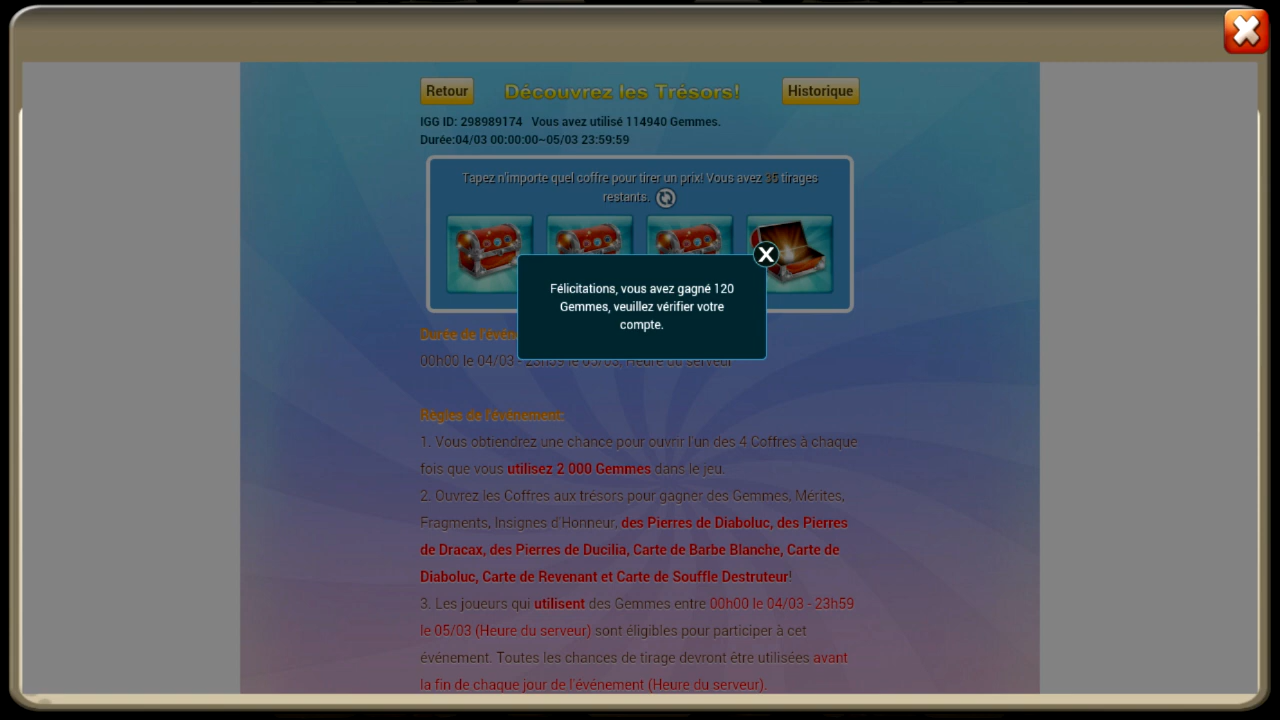 Retour
Découvrez les Trésors!
Historique
IGG ID: 298989174 Vous avez utilisé 114940 Gemmes.
Durée:04/03 00:00:00~05/03 23:59:59
Tapez n'importe quel coffre pour tirer un prix! Vous avez 35 tirages
restants.
X
Félicitations, vous avez gagné 120
Gemmes, veuillez vérifier votre
compte.
Durée de l'évén
00h00 le 04/03 - 23h59 le 05/03, Heure du serveur
Règles de l'événement:
1. Vous obtiendrez une chance pour ouvrir l'un des 4 Coffres à chaque
fois que vous utilisez 2 000 Gemmes dans le jeu.
2. Ouvrez les Coffres aux trésors pour gagner des Gemmes, Mérites,
Fragments, Insignes d'Honneur, des Pierres de Diaboluc, des Pierres
de Dracax, des Pierres de Ducilia, Carte de Barbe Blanche, Carte de
Diaboluc, Carte de Revenant et Carte de Souffle Destruteur!
3. Les joueurs qui utilisent des Gemmes entre 00h00 le 04/03 - 23h59
le 05/03 (Heure du serveur) sont éligibles pour participer à cet
événement. Toutes les chances de tirage devront être utilisées avant
la fin de chaque jour de l'événement (Heure du serveur).